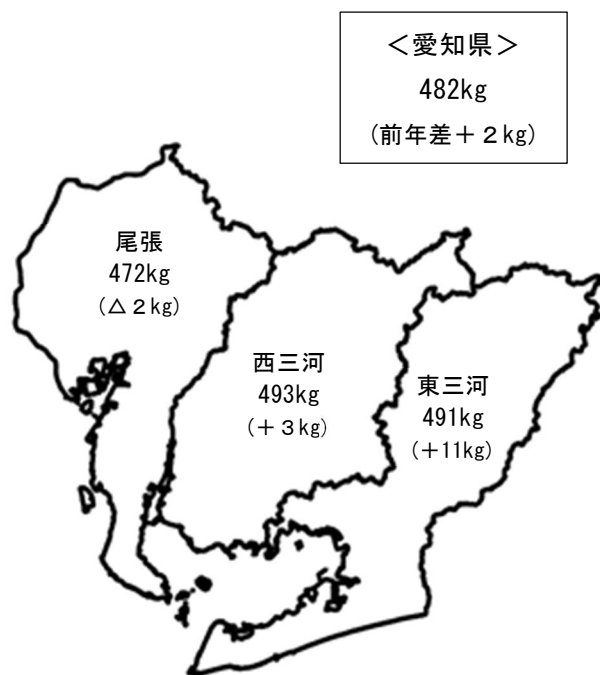 ＜愛知県＞
482kg
(前年差＋２kg)
尾張
472kg
(△２kg)
西三河
493kg
(＋３kg)
東三河
491kg
(＋11kg)